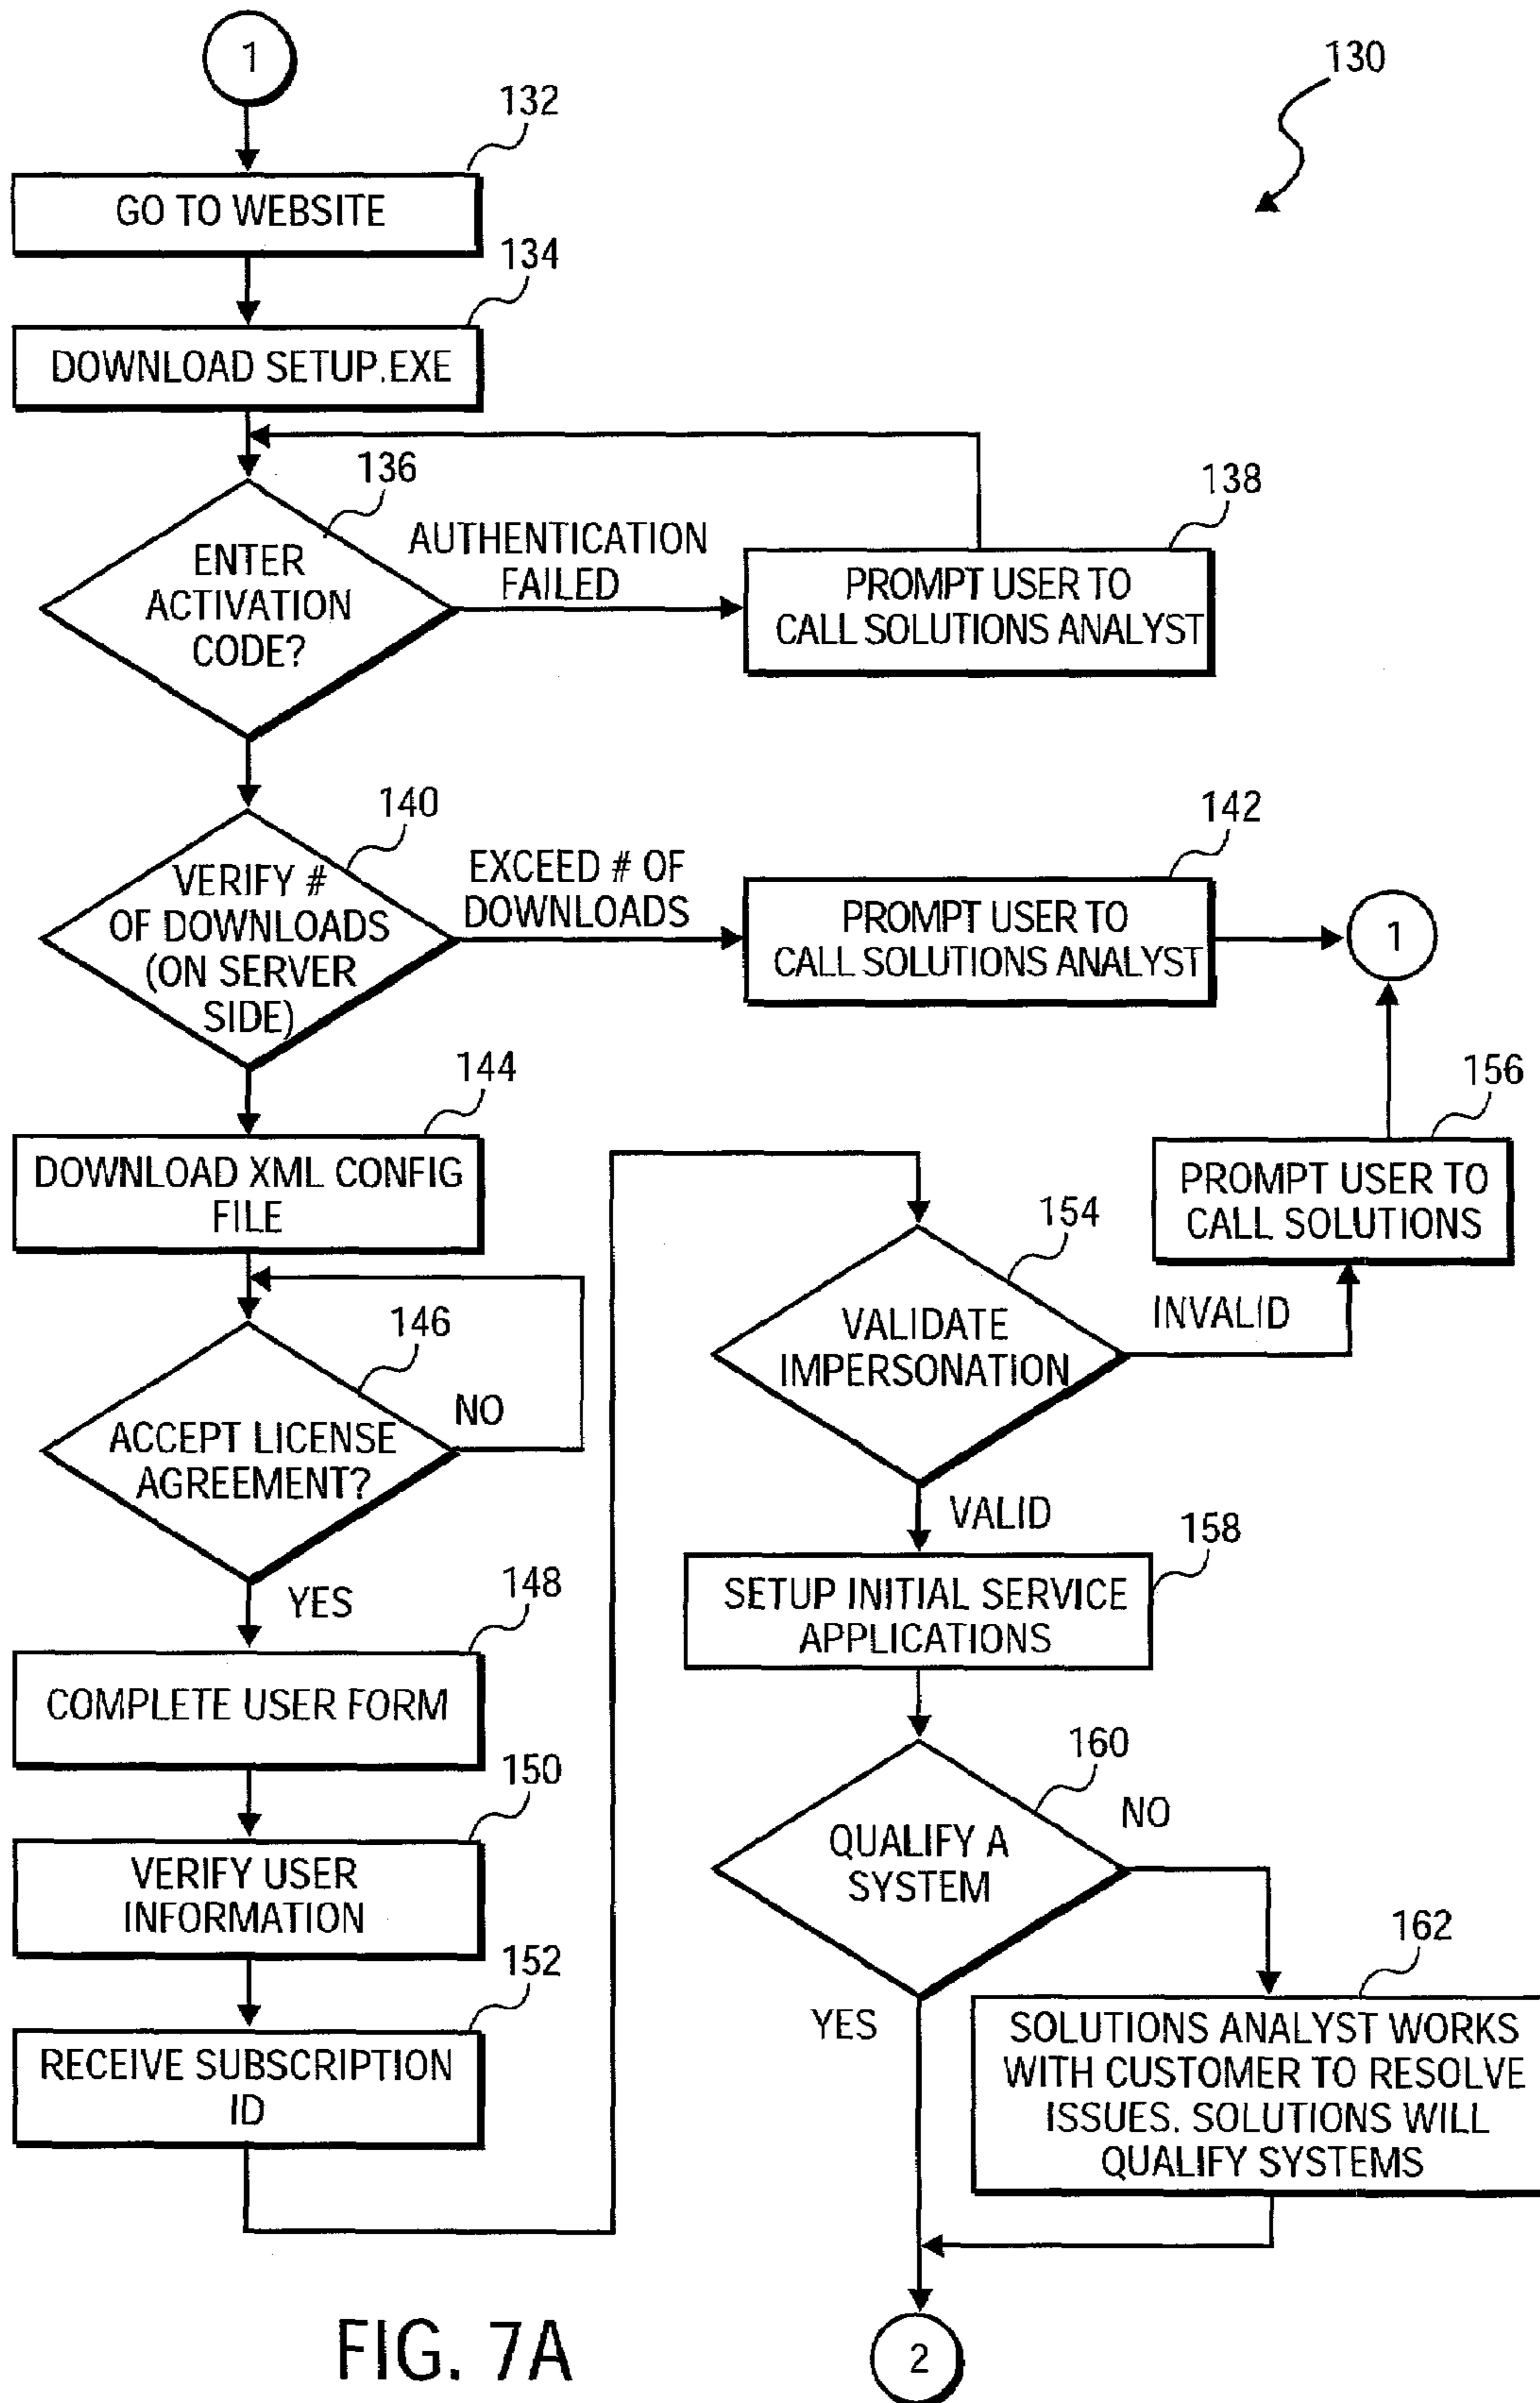 1
130
132
GO TO WEBSITE
134
DOWNLOAD SETUP.EXE
136
ENTER
ACTIVATION
CODE?
AUTHENTICATION
FAILED
138
PROMPT USER TO
CALL SOLUTIONS ANALYST
140
VERIFY #
OF DOWNLOADS
(ON SERVER
SIDE)
EXCEED # OF
DOWNLOADS
142
PROMPT USER TO
CALL SOLUTIONS ANALYST
1
144
DOWNLOAD XML CONFIG
FILE
146
ACCEPT LICENSE
AGREEMENT?
NO
YES
148
COMPLETE USER FORM
150
VERIFY USER
INFORMATION
152
RECEIVE SUBSCRIPTION
ID
154
VALIDATE
IMPERSONATION
INVALID
156
PROMPT USER TO
CALL SOLUTIONS
VALID
158
SETUP INITIAL SERVICE
APPLICATIONS
160
QUALIFY A
SYSTEM
NO
YES
162
SOLUTIONS ANALYST WORKS
WITH CUSTOMER TO RESOLVE
ISSUES. SOLUTIONS WILL
QUALIFY SYSTEMS
2
FIG. 7A